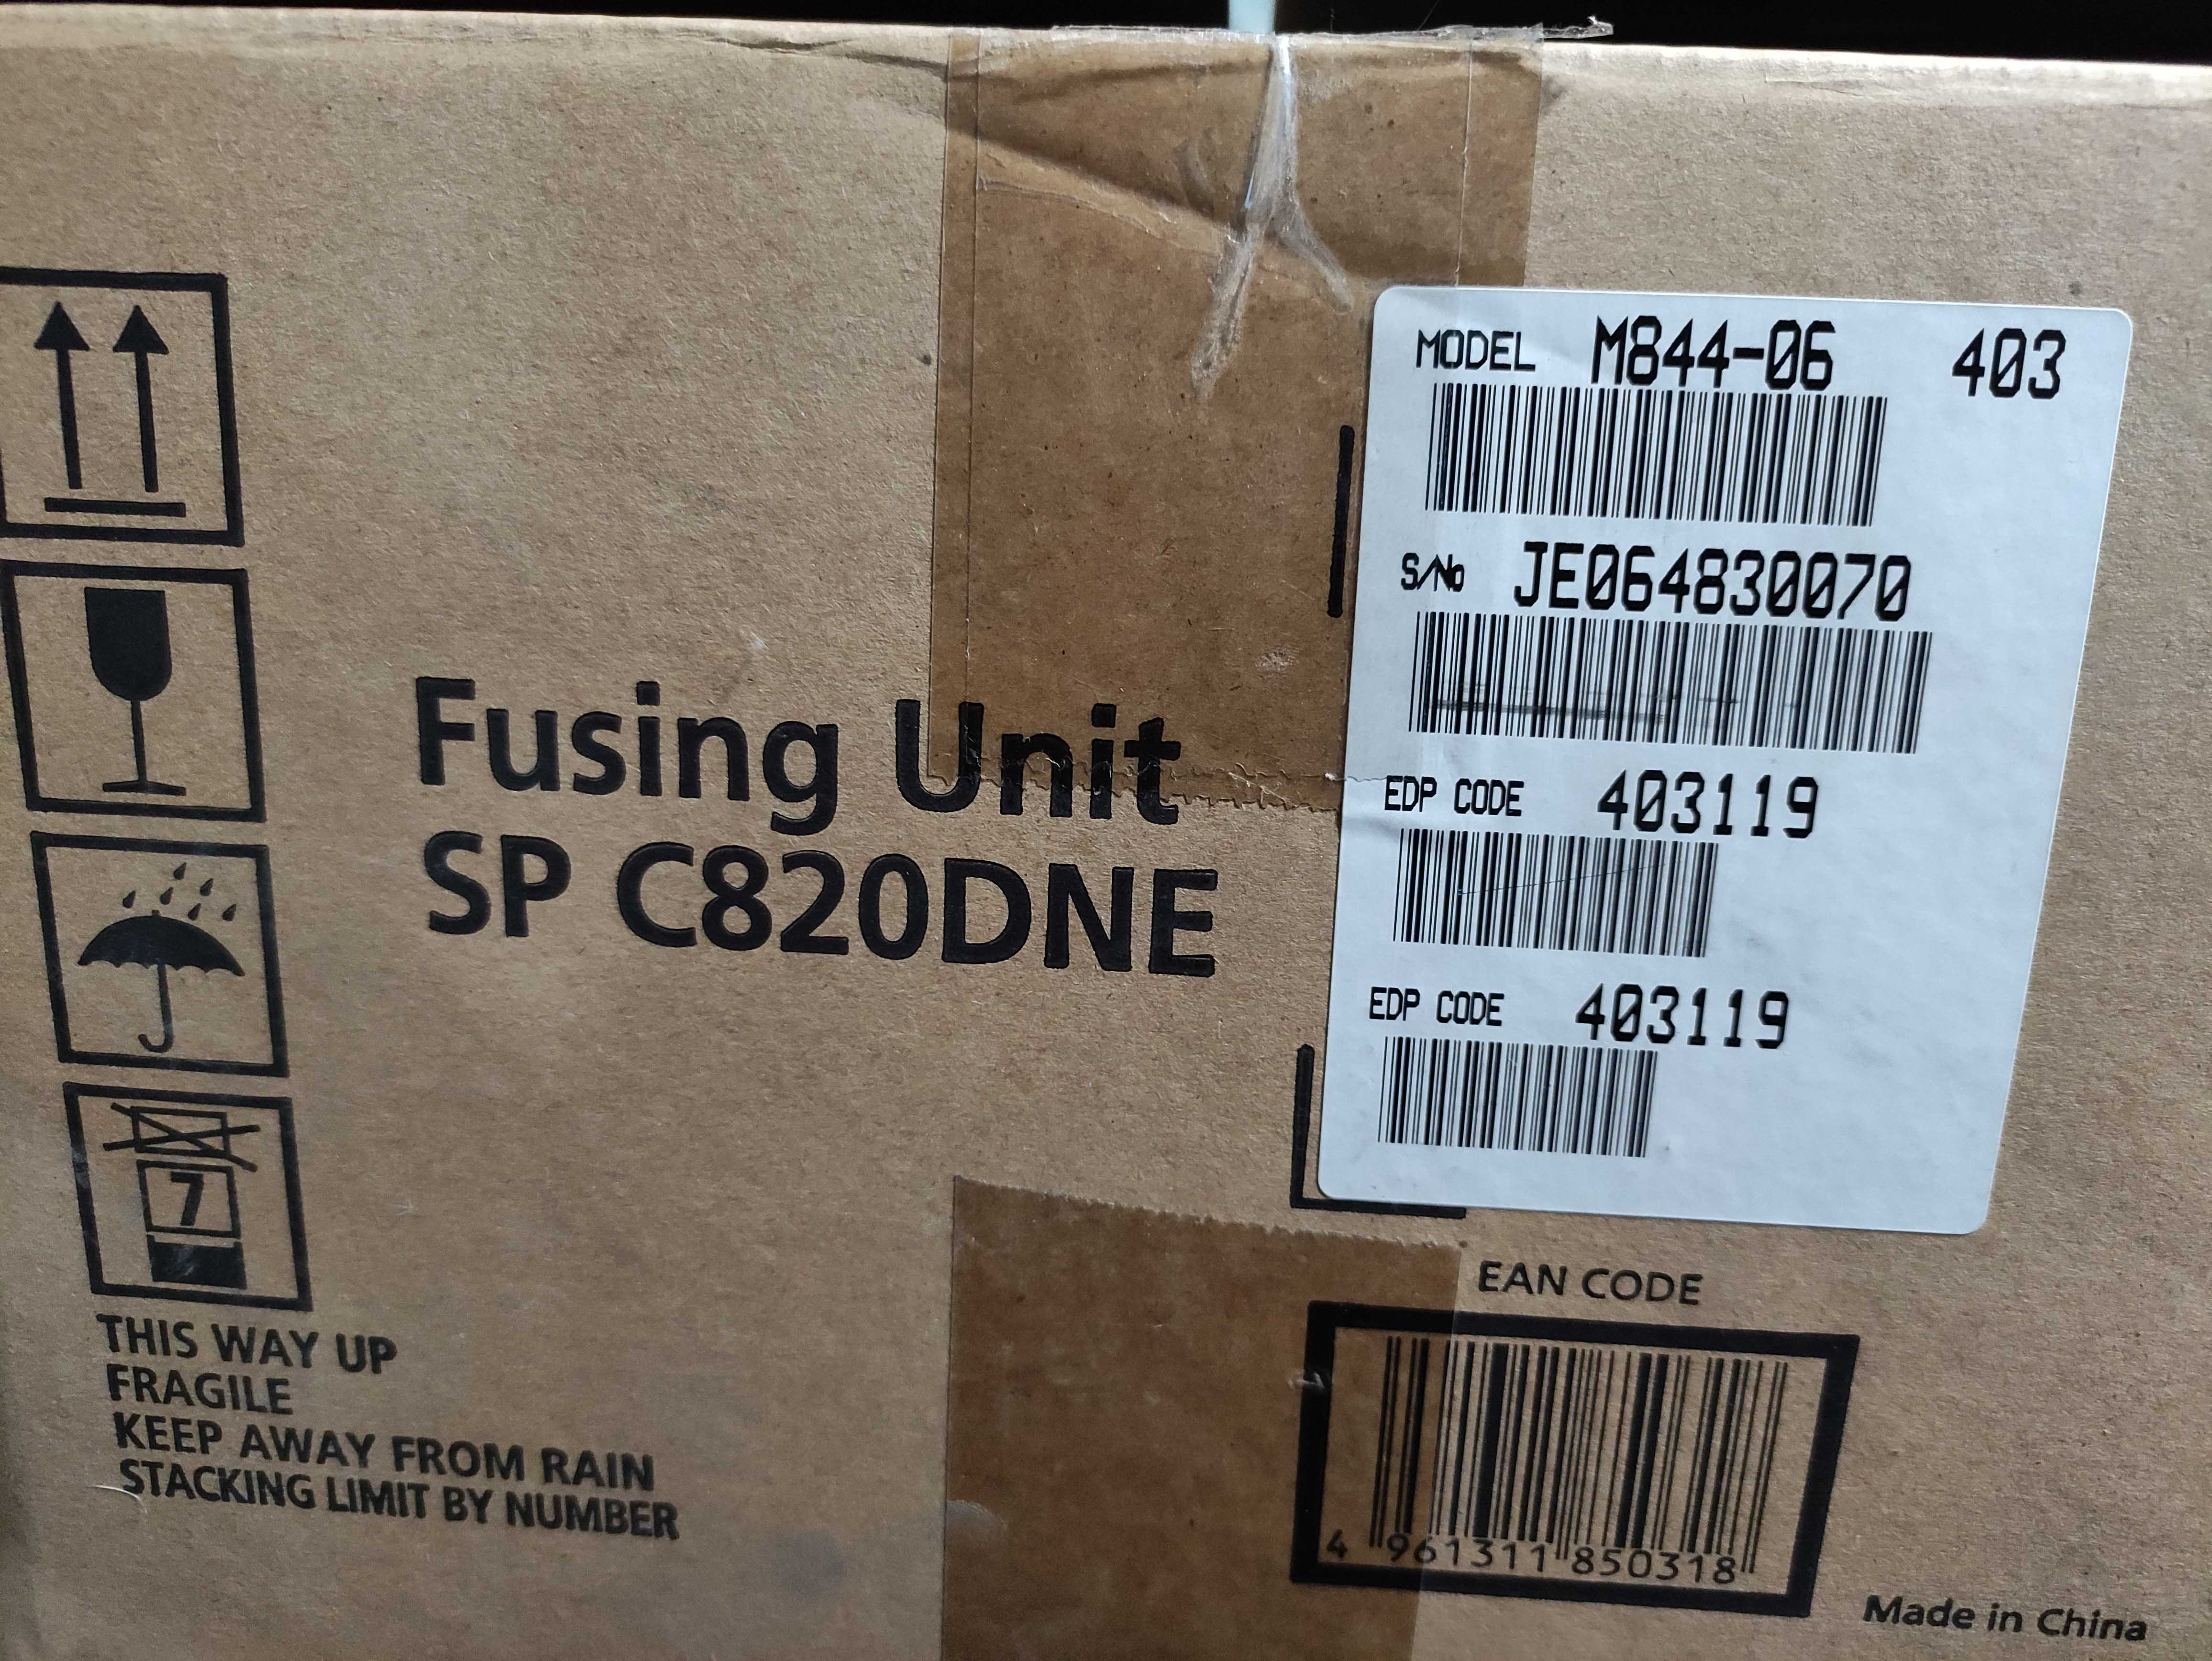 MODEL M844-06 403
S/No JE064830070
EDP CODE 403119
EDP CODE 403119
Fusing Unit
SP C820DNE
7
THIS WAY UP
FRAGILE
KEEP AWAY FROM RAIN
STACKING LIMIT BY NUMBER
EAN CODE
4 961311 850318
Made in China